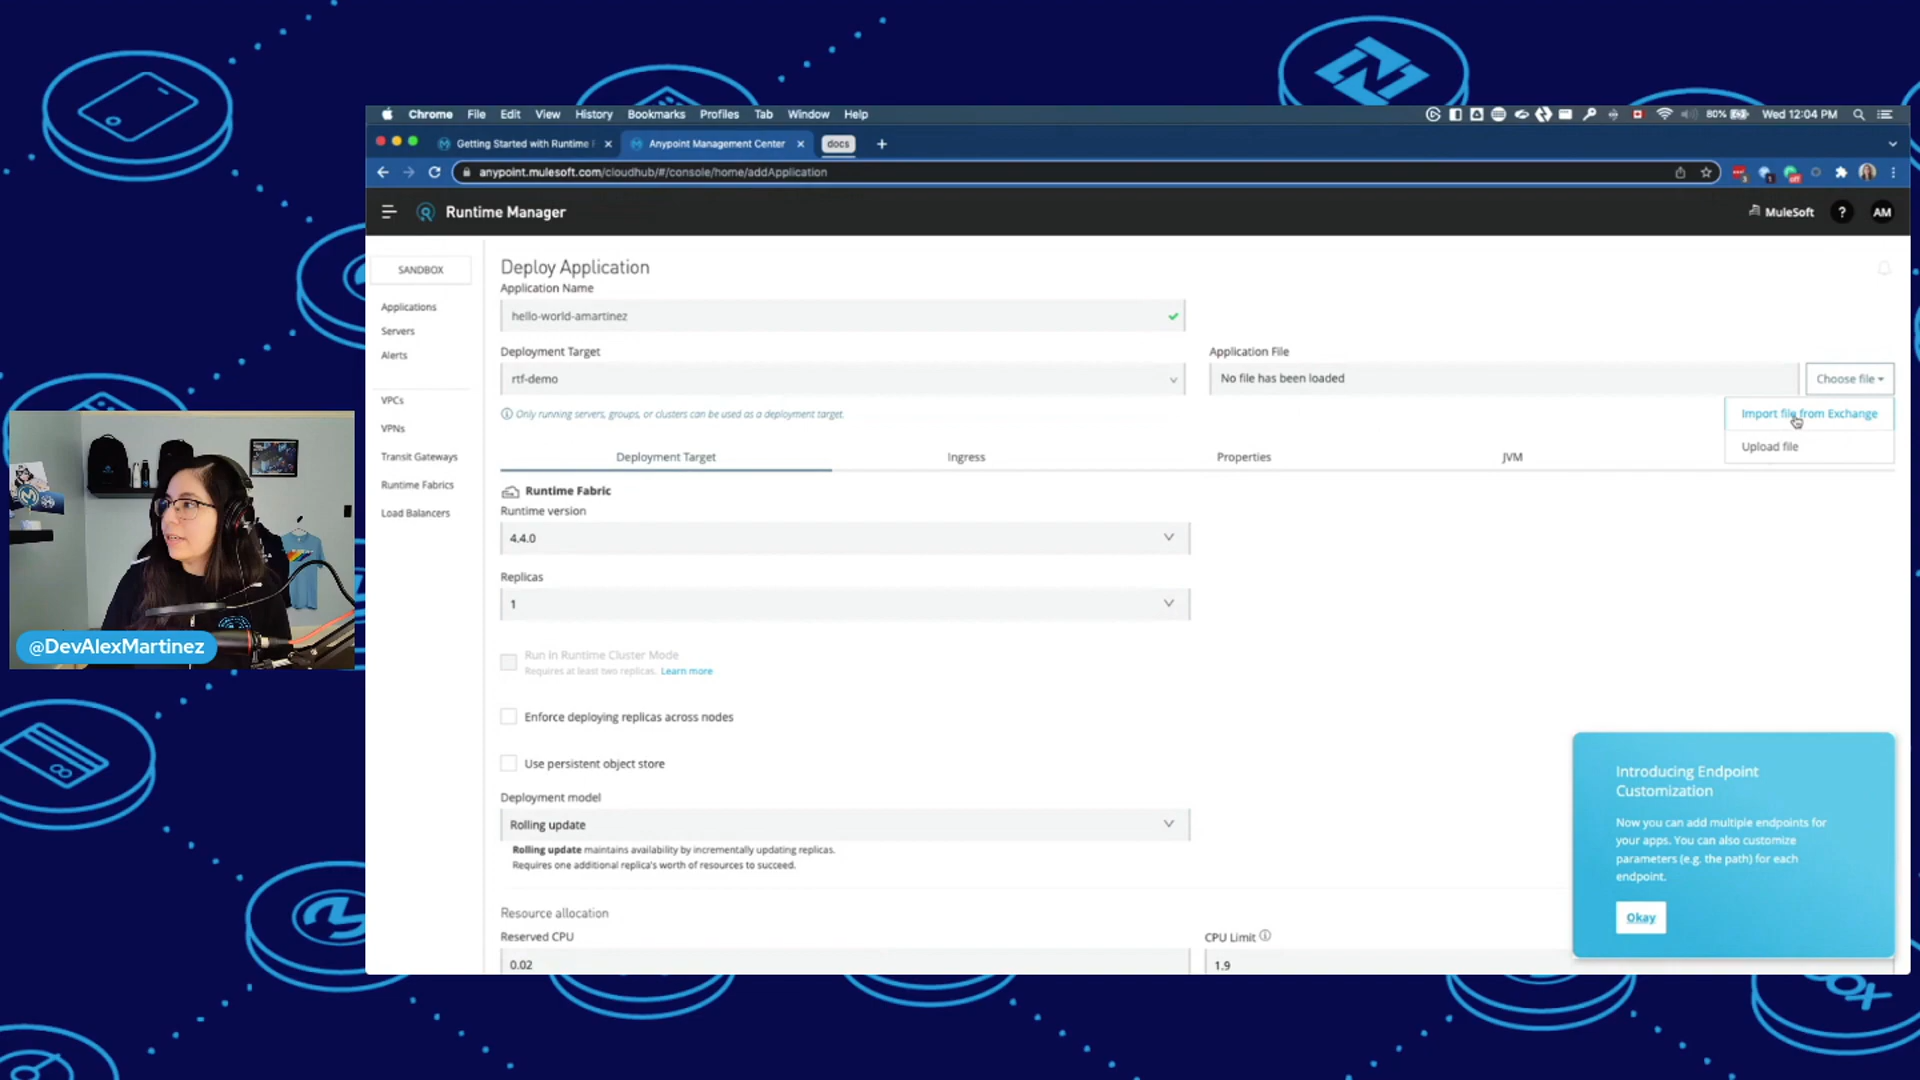 Chrome File Edit View History Bookmarks Profiles Tab Window Help
80% Wed 12:04 PM
Getting Started with Runtime
Anypoint Management Center
docs
anypoint.mulesoft.com/cloudhub/#/console/home/addApplication
Runtime Manager
MuleSoft ? AM
SANDBOX
Applications
Servers
Alerts
VPCs
VPNs
Transit Gateways
Runtime Fabrics
Load Balancers
Deploy Application
Application Name
hello-world-amartinez
Deployment Target
rtf-demo
Only running servers, groups, or clusters can be used as a deployment target.
Application File
No file has been loaded
Choose file
Import file from Exchange
Upload file
Deployment Target Ingress Properties JVM
Runtime Fabric
Runtime version
4.4.0
Replicas
1
Run in Runtime Cluster Mode
Requires at least two replicas. Learn more
Enforce deploying replicas across nodes
Use persistent object store
Deployment model
Rolling update
Rolling update maintains availability by incrementally updating replicas.
Requires one additional replica's worth of resources to succeed.
Resource allocation
Reserved CPU
0.02
CPU Limit
1.9
Introducing Endpoint
Customization
Now you can add multiple endpoints for
your apps. You can also customize
parameters (e.g. the path) for each
endpoint.
Okay
@DevAlexMartinez